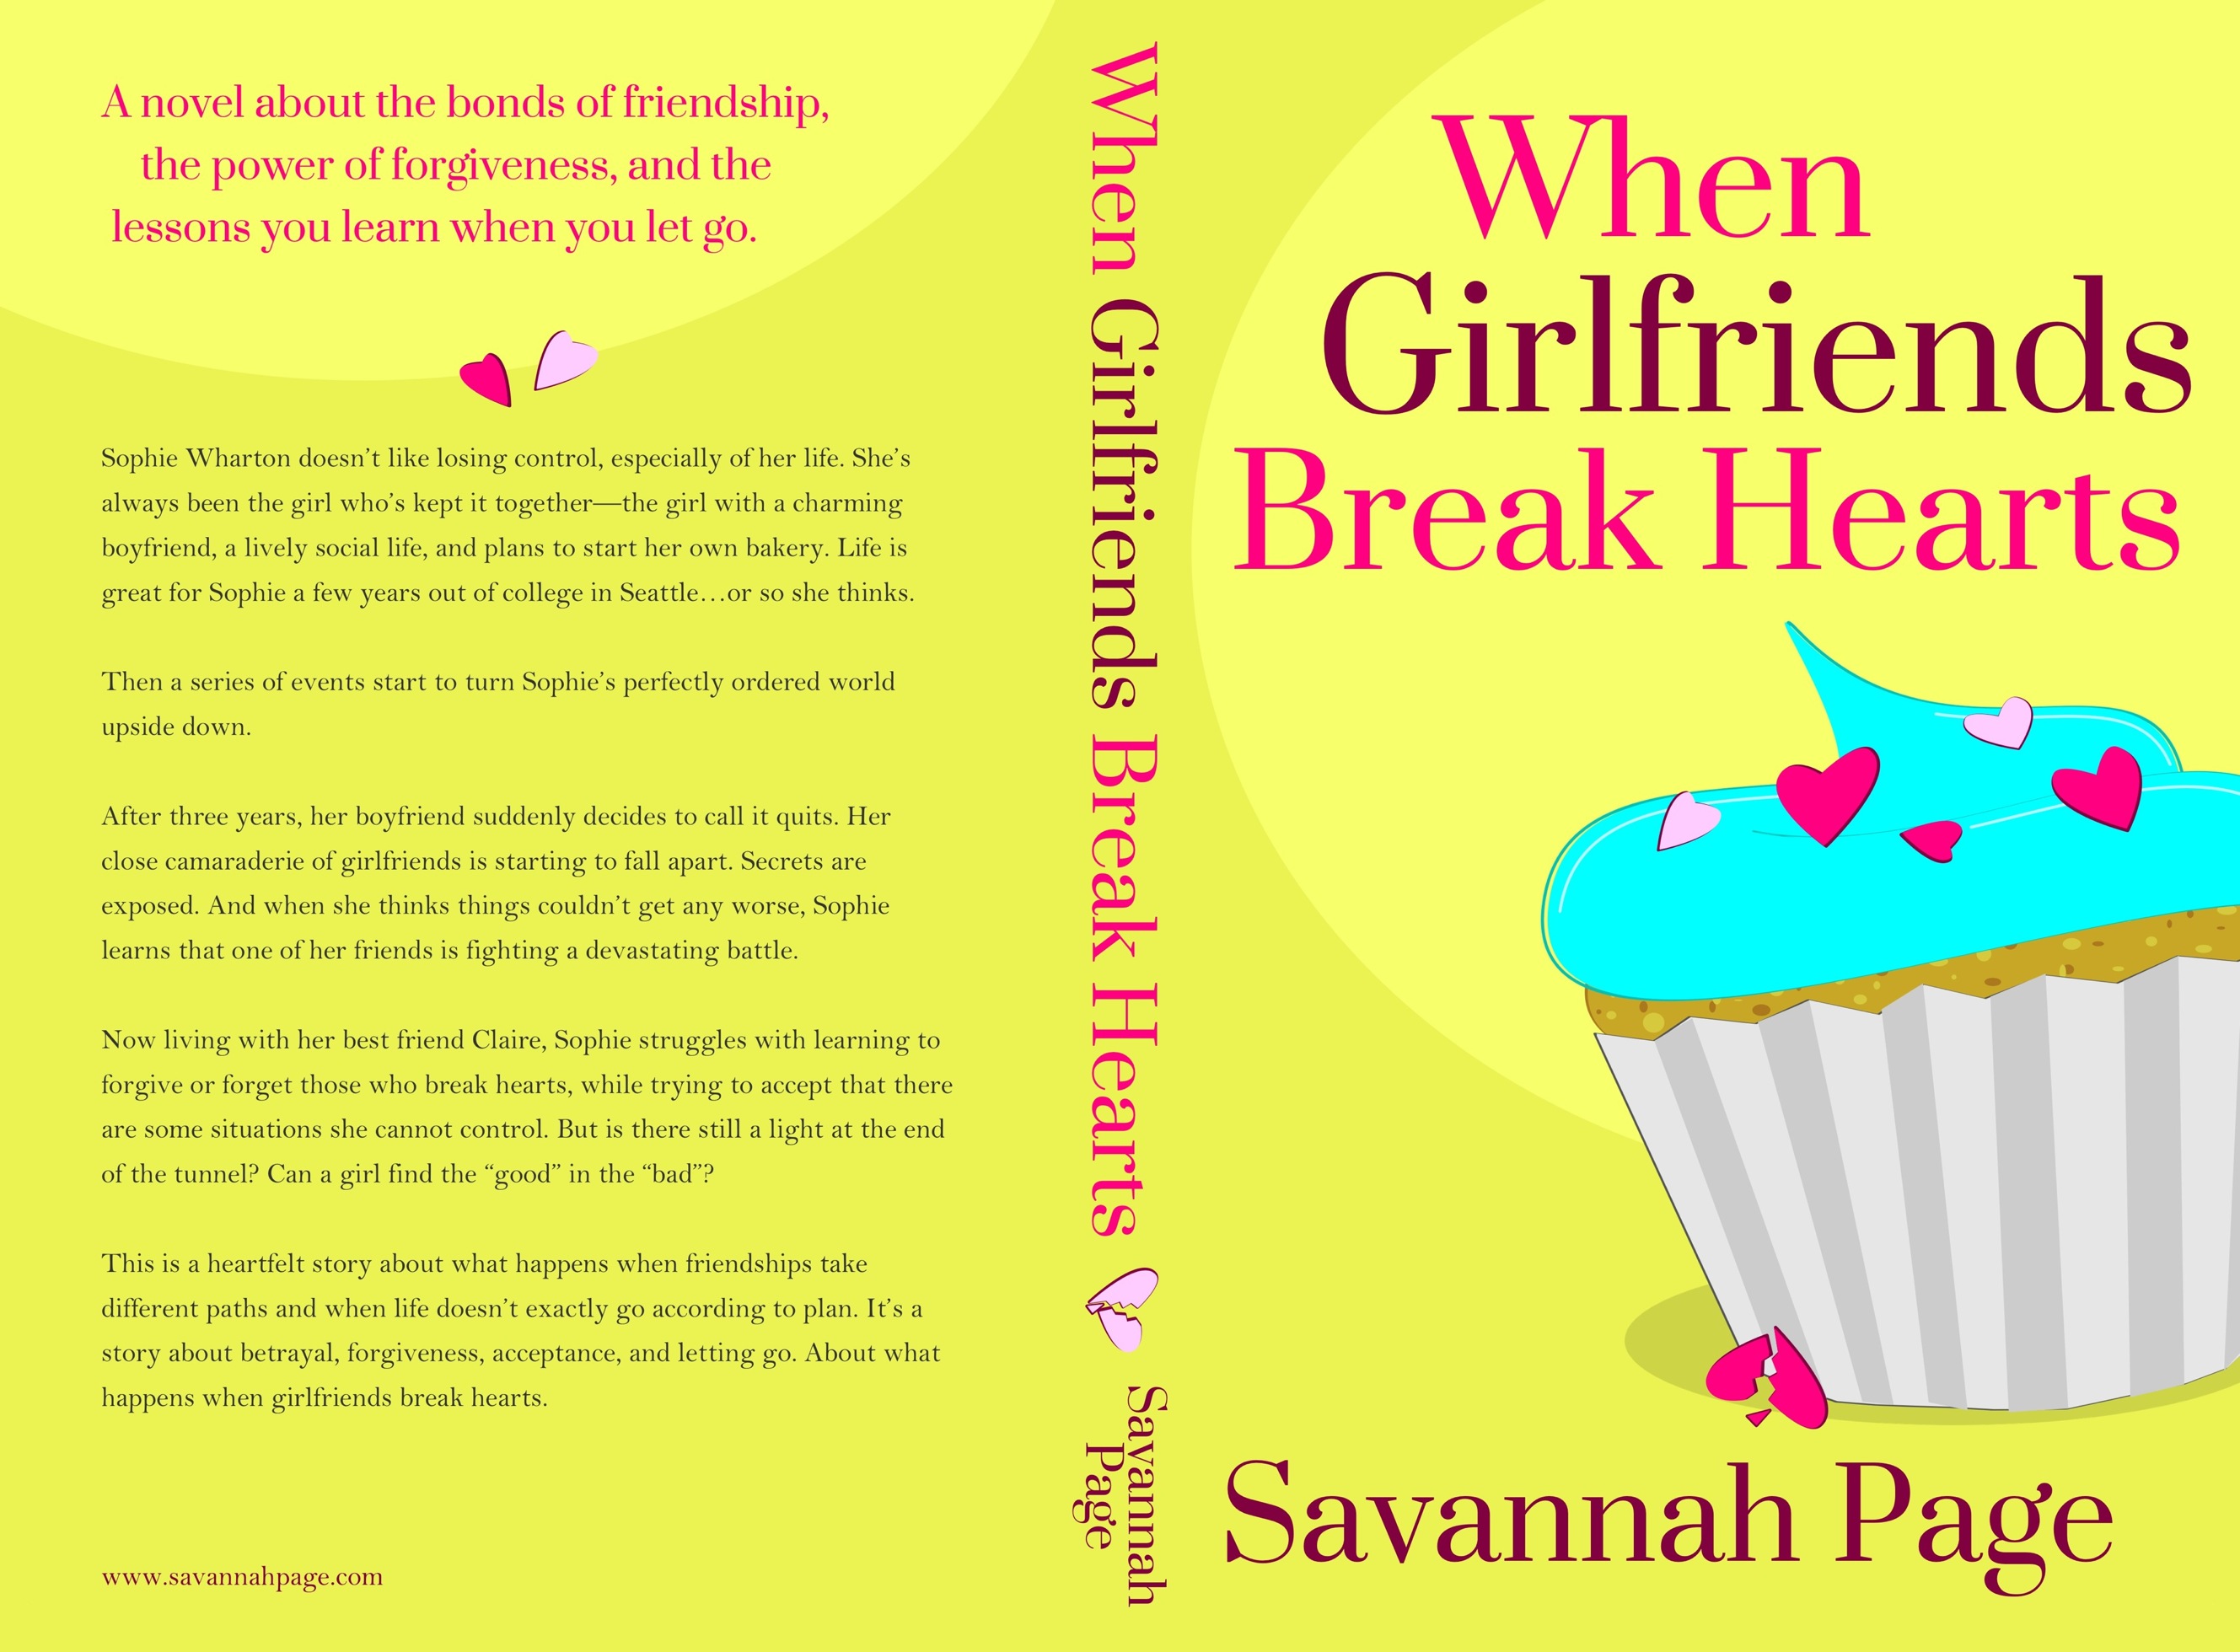 A novel about the bonds of friendship,
the power of forgiveness, and the
lessons you learn when you let go.
Sophie Wharton doesn’t like losing control, especially of her life. She’s
always been the girl who’s kept it together—the girl with a charming
boyfriend, a lively social life, and plans to start her own bakery. Life is
great for Sophie a few years out of college in Seattle…or so she thinks.
Then a series of events start to turn Sophie’s perfectly ordered world
upside down.
After three years, her boyfriend suddenly decides to call it quits. Her
close camaraderie of girlfriends is starting to fall apart. Secrets are
exposed. And when she thinks things couldn’t get any worse, Sophie
learns that one of her friends is fighting a devastating battle.
Now living with her best friend Claire, Sophie struggles with learning to
forgive or forget those who break hearts, while trying to accept that there
are some situations she cannot control. But is there still a light at the end
of the tunnel? Can a girl find the “good” in the “bad”?
This is a heartfelt story about what happens when friendships take
different paths and when life doesn’t exactly go according to plan. It’s a
story about betrayal, forgiveness, acceptance, and letting go. About what
happens when girlfriends break hearts.
www.savannahpage.com
When Girlfriends Break Hearts
Savannah
Page
When
Girlfriends
Break Hearts
Savannah Page